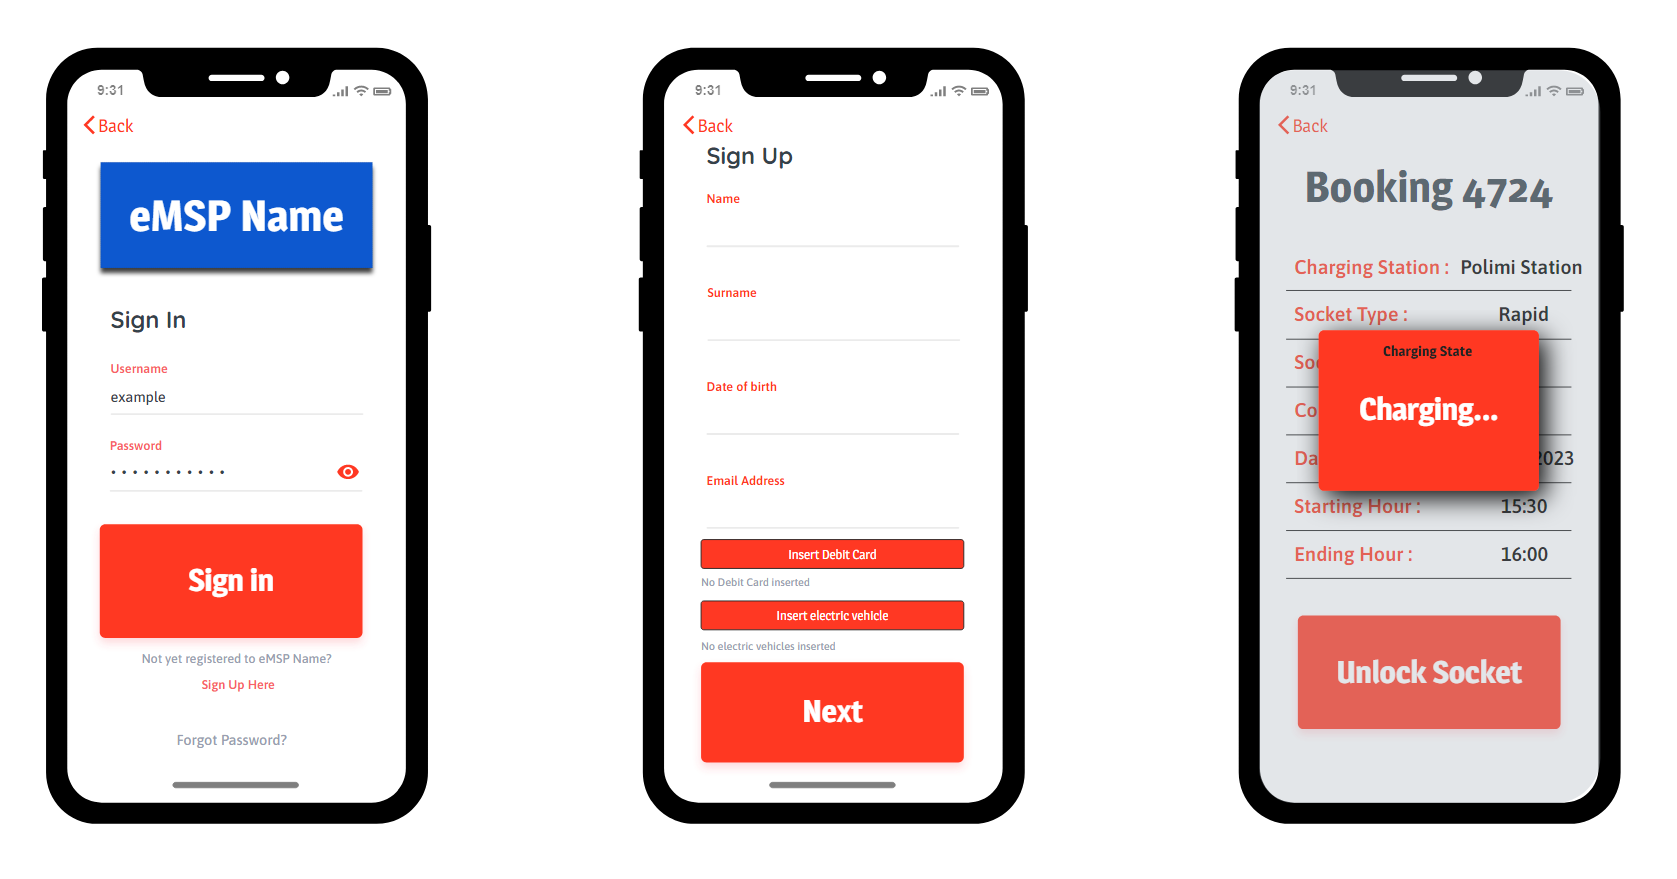 9:31
Back
eMSP Name
Sign In
Username
example
Password
Sign in
Not yet registered to eMSP Name?
Sign Up Here
Forgot Password?
9:31
Back
Sign Up
Name
Surname
Date of birth
Email Address
Insert Debit Card
No Debit Card inserted
Insert electric vehicle
No electric vehicles inserted
Next
9:31
Back
Booking 4724
Charging Station : Polimi Station
Socket Type : Rapid
Charging State
Charging...
2023
Starting Hour : 15:30
Ending Hour : 16:00
Unlock Socket